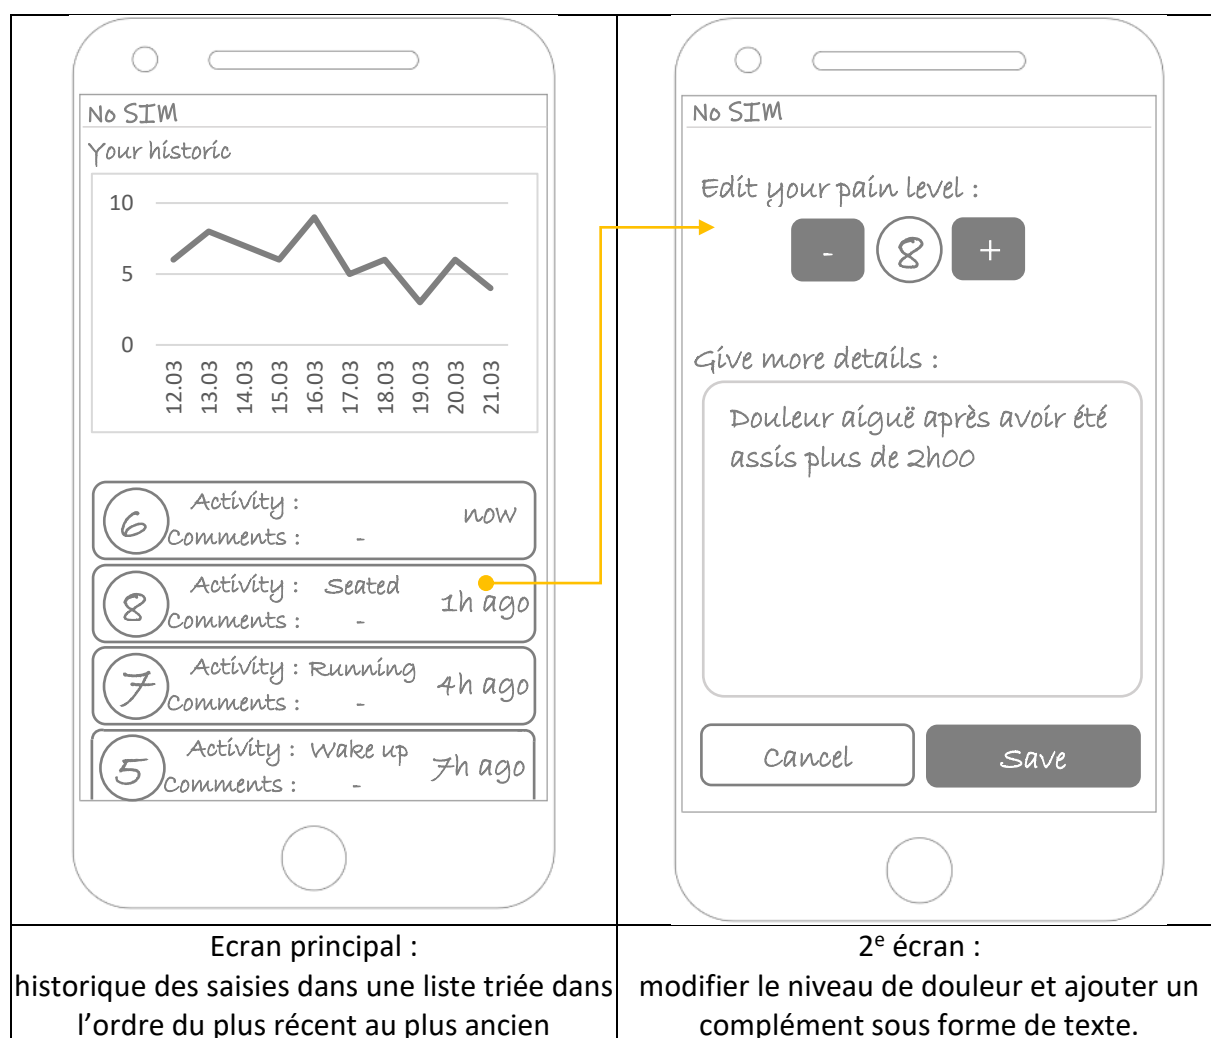 No SIM
Your historic
10
5
0
12.03
13.03
14.03
15.03
16.03
17.03
18.03
19.03
20.03
21.03
6
Activity :
now
Comments : -
8
Activity : Seated
1h ago
Comments : -
7
Activity : Running
4h ago
Comments : -
5
Activity : Wake up
7h ago
Comments : -
Ecran principal :
historique des saisies dans une liste triée dans
l’ordre du plus récent au plus ancien
No SIM
Edit your pain level :
- 8 +
Give more details :
Douleur aiguë après avoir été
assis plus de 2h00
Cancel
Save
2e écran :
modifier le niveau de douleur et ajouter un
complément sous forme de texte.